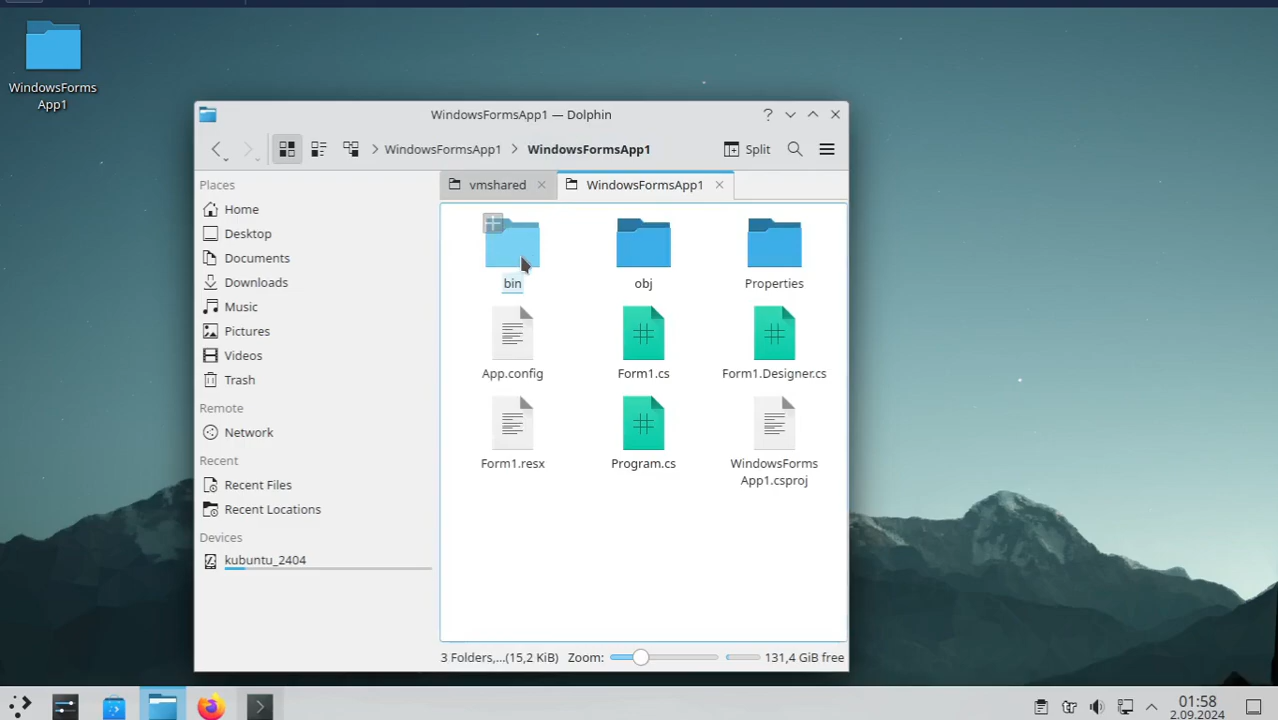 WindowsForms
App1
WindowsFormsApp1 — Dolphin
WindowsFormsApp1
WindowsFormsApp1
Split
Places
Home
Desktop
Documents
Downloads
Music
Pictures
Videos
Trash
Remote
Network
Recent
Recent Files
Recent Locations
Devices
kubuntu_2404
vmshared
WindowsFormsApp1
bin
obj
Properties
App.config
Form1.cs
Form1.Designer.cs
Form1.resx
Program.cs
WindowsForms
App1.csproj
3 Folders,...(15,2 KiB)
Zoom:
131,4 GiB free
01:58
2.09.2024